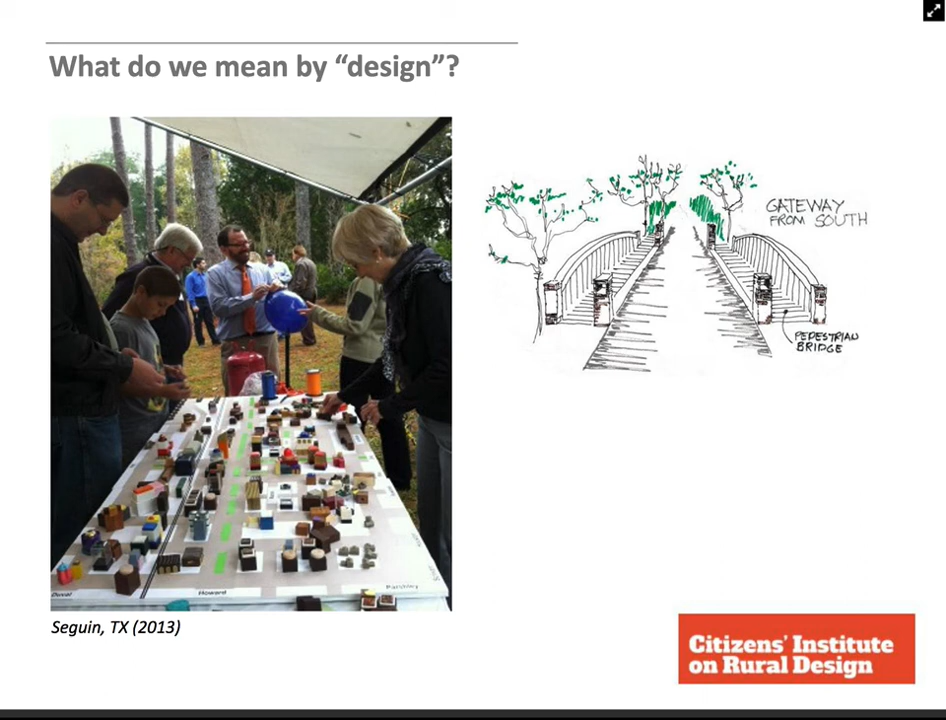 What do we mean by “design”?
GATEWAY
FROM SOUTH
PEDESTRIAN
BRIDGE
Duval
Howard
Seguin, TX (2013)
Citizens’ Institute
on Rural Design